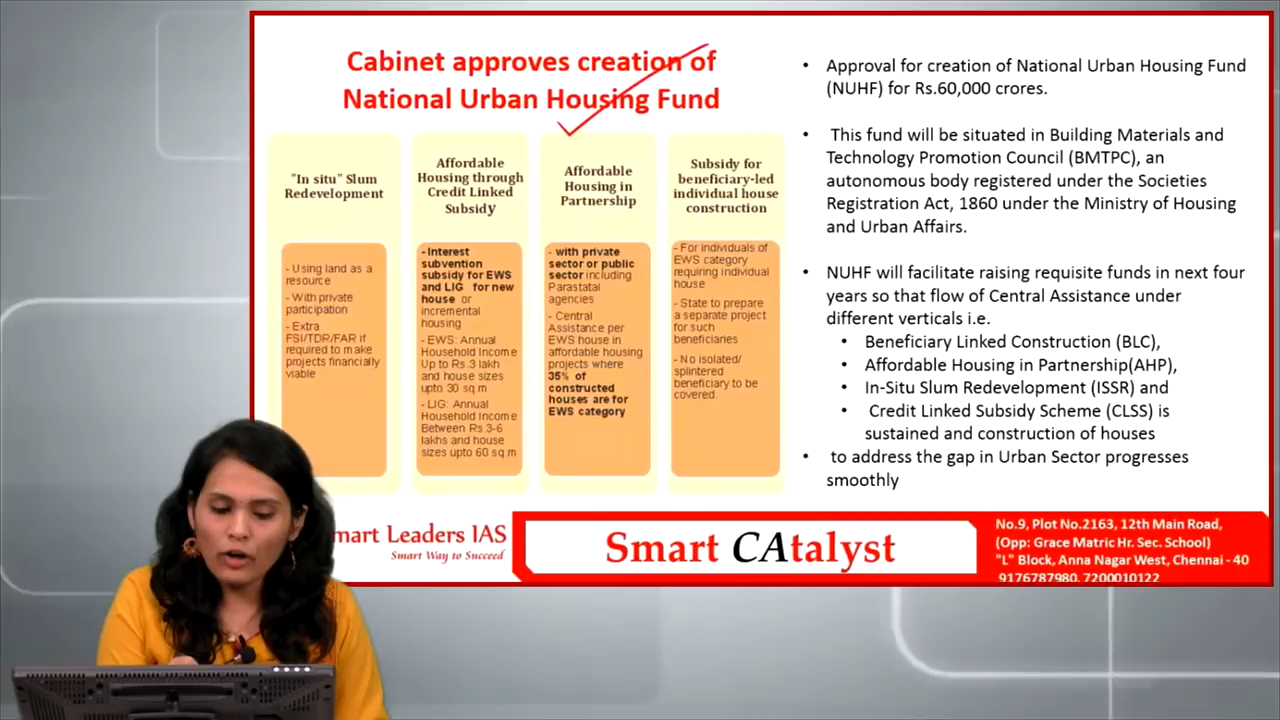 Cabinet approves creation of
National Urban Housing Fund
"In situ" Slum
Redevelopment
- Using land as a
resource
- With private
participation
- Extra
FSI/TDR/FAR if
required to make
projects financially
viable
Affordable
Housing through
Credit Linked
Subsidy
- Interest
subvention
subsidy for EWS
and LIG for new
house or
incremental
housing
- EWS: Annual
Household Income
Up to Rs.3 lakh
and house sizes
upto 30 sq.m
- LIG: Annual
Household Income
Between Rs.3-6
lakhs and house
sizes upto 60 sq.m
Affordable
Housing in
Partnership
- with private
sector or public
sector including
Parastatal
agencies
- Central
Assistance per
EWS house in
affordable housing
projects where
35% of
constructed
houses are for
EWS category
Subsidy for
beneficiary-led
individual house
construction
- For individuals of
EWS category
requiring individual
house
- State to prepare
a separate project
for such
beneficiaries
- No isolated/
splintered
beneficiary to be
covered.
• Approval for creation of National Urban Housing Fund
(NUHF) for Rs.60,000 crores.
• This fund will be situated in Building Materials and
Technology Promotion Council (BMTPC), an
autonomous body registered under the Societies
Registration Act, 1860 under the Ministry of Housing
and Urban Affairs.
• NUHF will facilitate raising requisite funds in next four
years so that flow of Central Assistance under
different verticals i.e.
• Beneficiary Linked Construction (BLC),
• Affordable Housing in Partnership(AHP),
• In-Situ Slum Redevelopment (ISSR) and
• Credit Linked Subsidy Scheme (CLSS) is
sustained and construction of houses
• to address the gap in Urban Sector progresses
smoothly
mart Leaders IAS
Smart Way to Succeed
Smart CAtalyst
No.9, Plot No.2163, 12th Main Road,
(Opp: Grace Matric Hr. Sec. School)
"L" Block, Anna Nagar West, Chennai - 40
9176787980, 7200010122